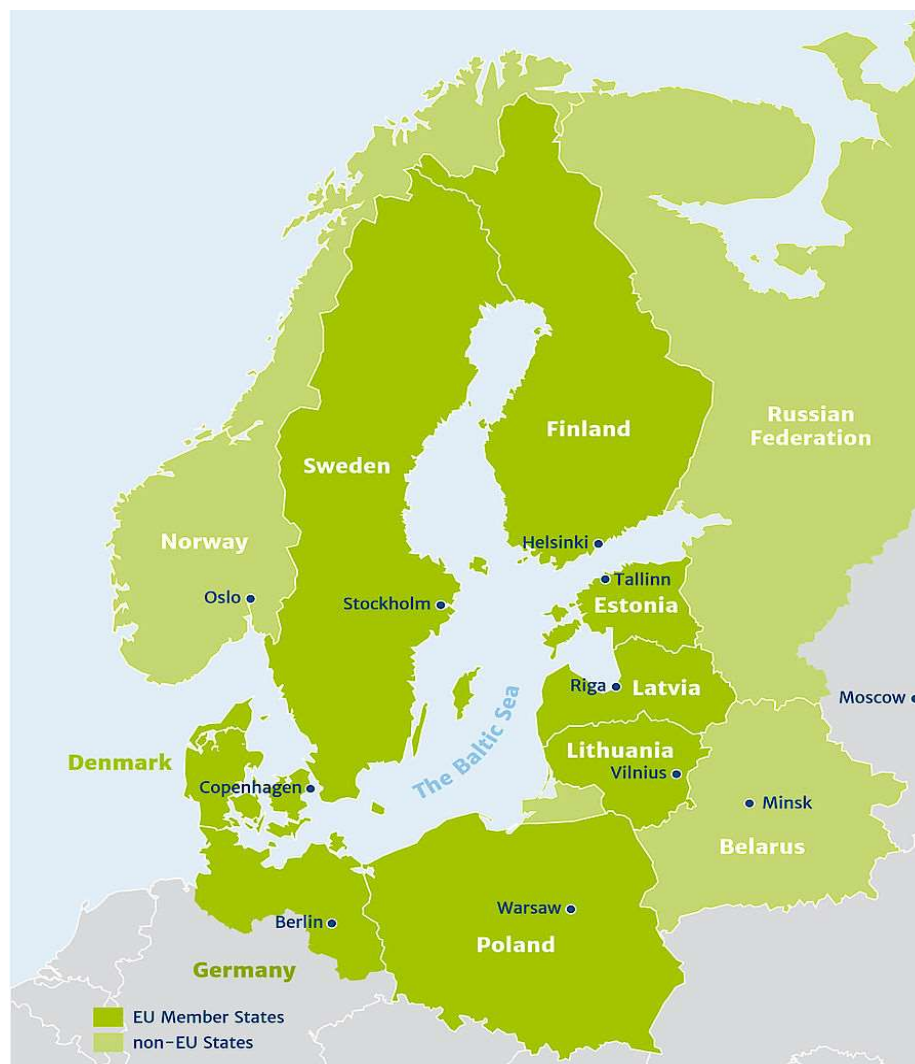 Finland
Russian
Federation
Sweden
Norway
Helsinki
Tallinn
Oslo
Stockholm
Estonia
Riga
Latvia
Moscow
The Baltic Sea
Lithuania
Denmark
Vilnius
Copenhagen
Minsk
Belarus
Warsaw
Berlin
Poland
Germany
EU Member States
non-EU States